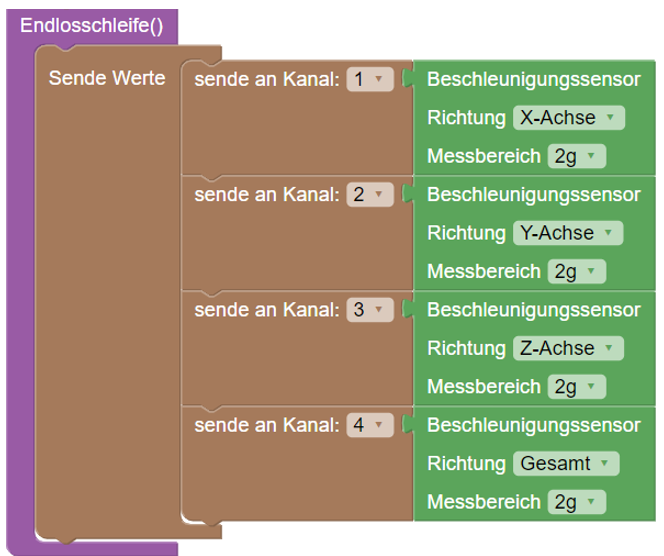 Endlosschleife()
Sende Werte sende an Kanal: 1 Beschleunigungssensor
Richtung X-Achse
Messbereich 2g
sende an Kanal: 2 Beschleunigungssensor
Richtung Y-Achse
Messbereich 2g
sende an Kanal: 3 Beschleunigungssensor
Richtung Z-Achse
Messbereich 2g
sende an Kanal: 4 Beschleunigungssensor
Richtung Gesamt
Messbereich 2g